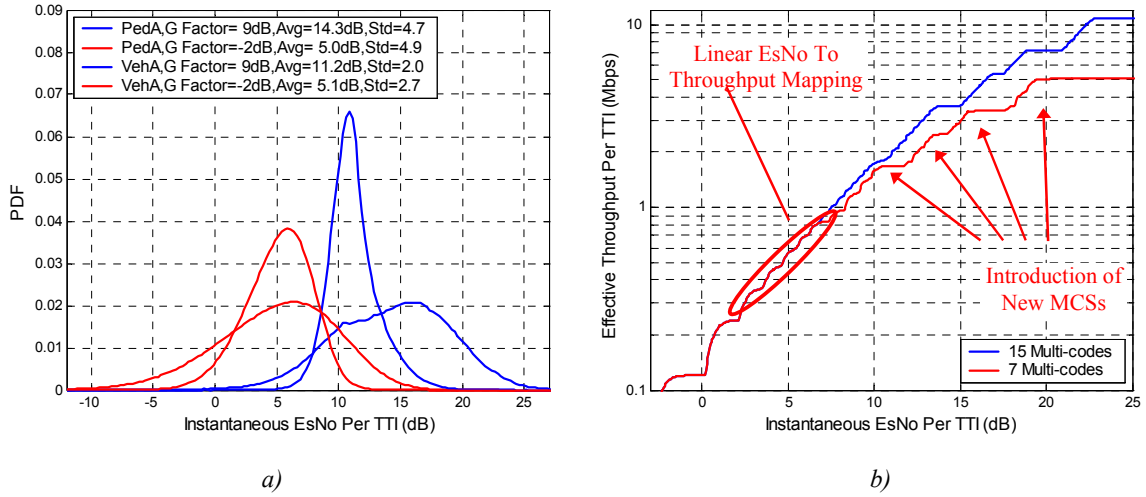 0.09
0.08
0.07
0.06
0.05
0.04
0.03
0.02
0.01
0
PDF
PedA,G Factor= 9dB,Avg=14.3dB,Std=4.7
PedA,G Factor=-2dB,Avg= 5.0dB,Std=4.9
VehA,G Factor= 9dB,Avg=11.2dB,Std=2.0
VehA,G Factor=-2dB,Avg= 5.1dB,Std=2.7
-10 -5 0 5 10 15 20 25
Instantaneous EsNo Per TTI (dB)
a)
10
1
0.1
Effective Throughput Per TTI (Mbps)
Linear EsNo To
Throughput Mapping
Introduction of
New MCSs
15 Multi-codes
7 Multi-codes
0 5 10 15 20 25
Instantaneous EsNo Per TTI (dB)
b)